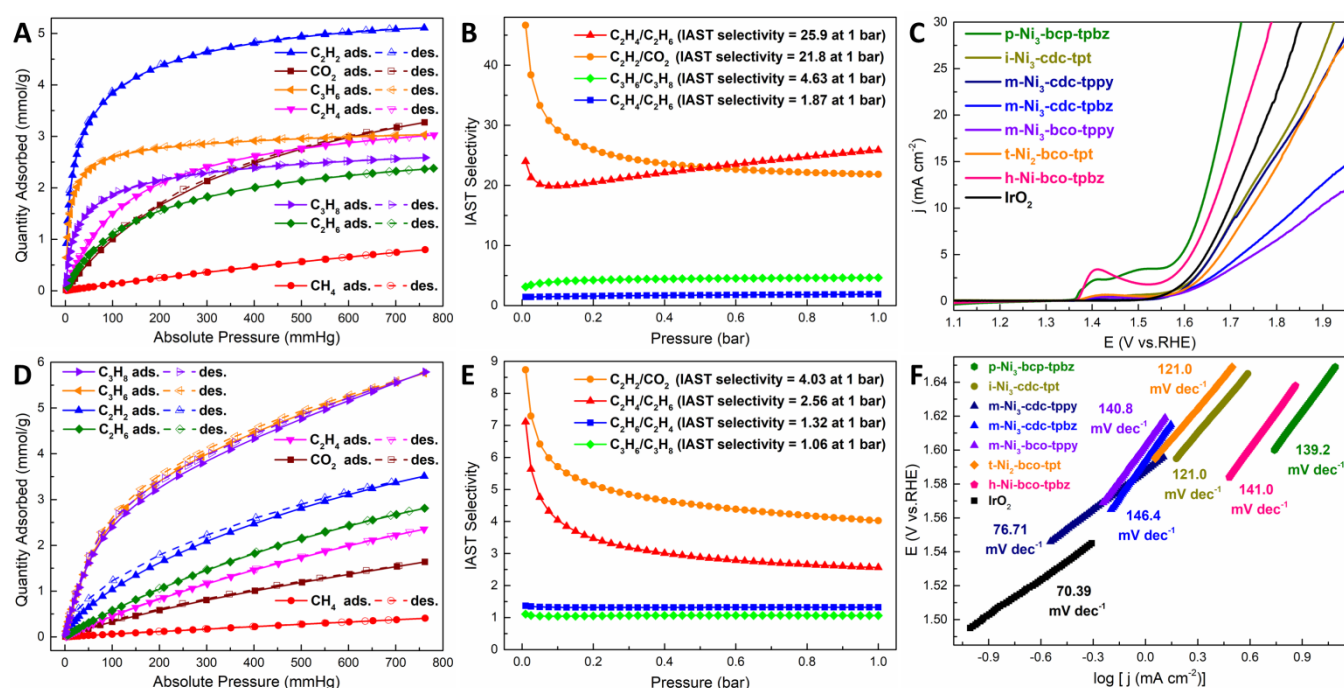 A
Quantity Adsorbed (mmol/g)
5
4
3
2
1
0
C₂H₂ ads. des.
CO₂ ads. des.
C₃H₆ ads. des.
C₂H₄ ads. des.
C₃H₈ ads. des.
C₂H₆ ads. des.
CH₄ ads. des.
0 100 200 300 400 500 600 700 800
Absolute Pressure (mmHg)
B
IAST Selectivity
40
30
20
10
0
C₂H₄/C₂H₆ (IAST selectivity = 25.9 at 1 bar)
C₂H₂/CO₂ (IAST selectivity = 21.8 at 1 bar)
C₃H₆/C₃H₈ (IAST selectivity = 4.63 at 1 bar)
C₂H₄/C₂H₆ (IAST selectivity = 1.87 at 1 bar)
0.0 0.2 0.4 0.6 0.8 1.0
Pressure (bar)
C
j (mA cm⁻²)
30
25
20
15
10
5
0
p-Ni₃-bcp-tpbz
i-Ni₃-cdc-tpt
m-Ni₃-cdc-tppy
m-Ni₃-cdc-tpbz
m-Ni₃-bco-tppy
t-Ni₂-bco-tpt
h-Ni-bco-tpbz
IrO₂
1.1 1.2 1.3 1.4 1.5 1.6 1.7 1.8 1.9
E (V vs.RHE)
D
Quantity Adsorbed (mmol/g)
6
5
4
3
2
1
0
C₃H₈ ads. des.
C₃H₆ ads. des.
C₂H₂ ads. des.
C₂H₆ ads. des.
C₂H₄ ads. des.
CO₂ ads. des.
CH₄ ads. des.
0 100 200 300 400 500 600 700 800
Absolute Pressure (mmHg)
E
IAST Selectivity
9
8
7
6
5
4
3
2
1
0
C₂H₂/CO₂ (IAST selectivity = 4.03 at 1 bar)
C₂H₄/C₂H₆ (IAST selectivity = 2.56 at 1 bar)
C₂H₆/C₂H₄ (IAST selectivity = 1.32 at 1 bar)
C₃H₆/C₃H₈ (IAST selectivity = 1.06 at 1 bar)
0.0 0.2 0.4 0.6 0.8 1.0
Pressure (bar)
F
E (V vs.RHE)
1.64
1.62
1.60
1.58
1.56
1.54
1.52
1.50
p-Ni₃-bcp-tpbz
i-Ni₃-cdc-tpt
m-Ni₃-cdc-tppy
m-Ni₃-cdc-tpbz
m-Ni₃-bco-tppy
t-Ni₂-bco-tpt
h-Ni-bco-tpbz
IrO₂
121.0
mV dec⁻¹
140.8
mV dec⁻¹
139.2
mV dec⁻¹
121.0
mV dec⁻¹
141.0
mV dec⁻¹
146.4
mV dec⁻¹
76.71
mV dec⁻¹
70.39
mV dec⁻¹
-0.9 -0.6 -0.3 0.0 0.3 0.6 0.9
log [ j (mA cm⁻²)]